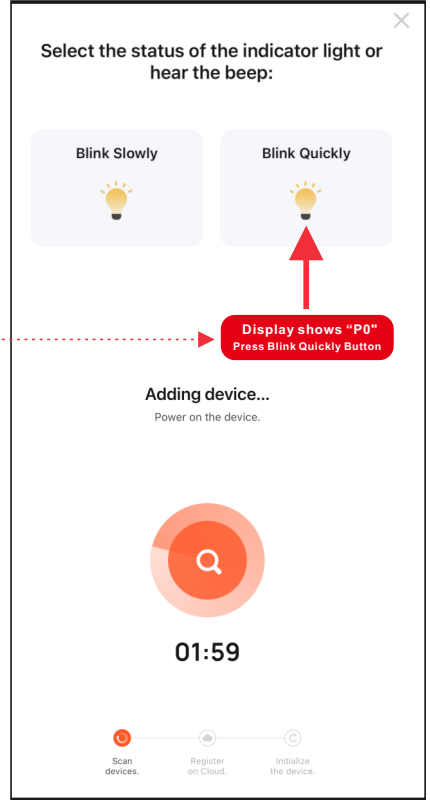 Select the status of the indicator light or
hear the beep:
Blink Slowly
Blink Quickly
Display shows “P0"
Press Blink Quickly Button
Adding device...
Power on the device.
01:59
Scan
devices.
Register
on Cloud.
Initialize
the device.